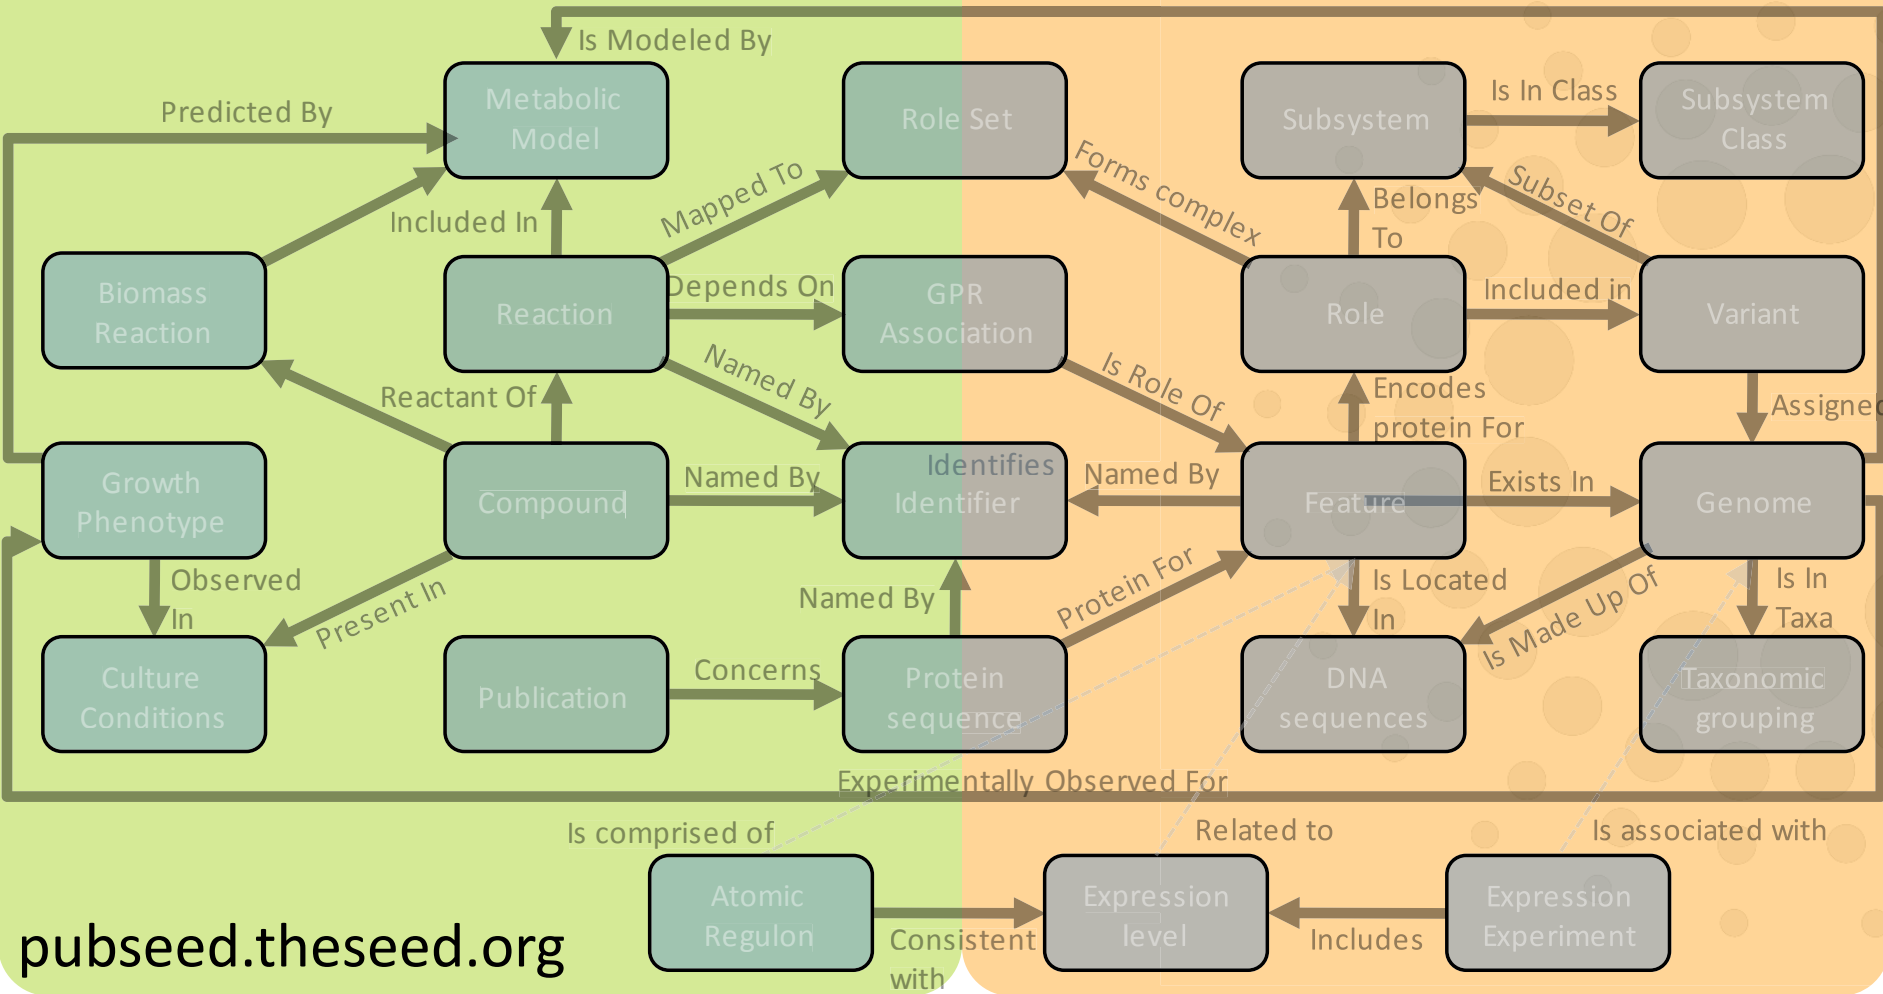 Is Modeled By
Metabolic
Model
Role Set
Subsystem
Is In Class
Subsystem
Class
Predicted By
Included In
Mapped To
Forms complex
Belongs
To
Subset Of
Biomass
Reaction
Reaction
Depends On
GPR
Association
Role
Included in
Variant
Reactant Of
Named By
Is Role Of
Encodes
protein For
Assigned
Growth
Phenotype
Compound
Named By
Identifies
Identifier
Named By
Feature
Exists In
Genome
Observed
In
Present In
Named By
Protein For
Is Located
In
Is Made Up Of
Is In
Taxa
Culture
Conditions
Publication
Concerns
Protein
sequence
DNA
sequences
Taxonomic
grouping
Experimentally Observed For
Is comprised of
Related to
Is associated with
Atomic
Regulon
Consistent
with
Expression
level
Includes
Expression
Experiment
pubseed.theseed.org